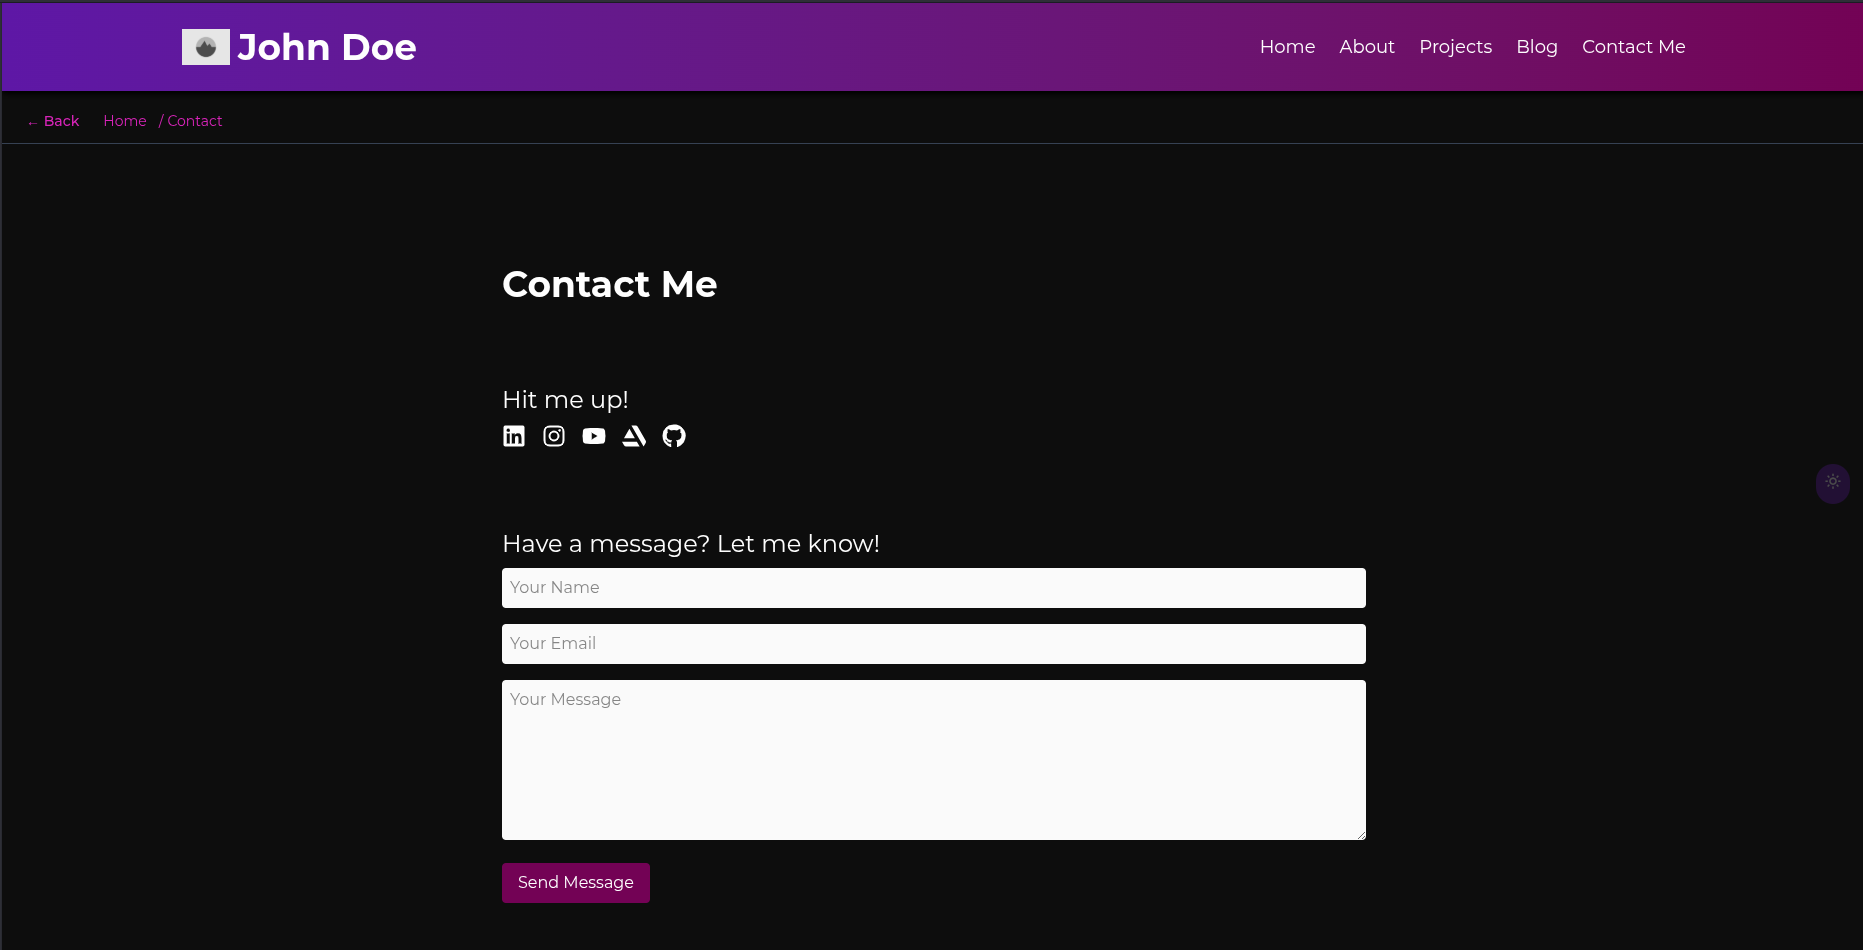 John Doe
Home About Projects Blog Contact Me
← Back Home / Contact
Contact Me
Hit me up!
in
Have a message? Let me know!
Your Name
Your Email
Your Message
Send Message